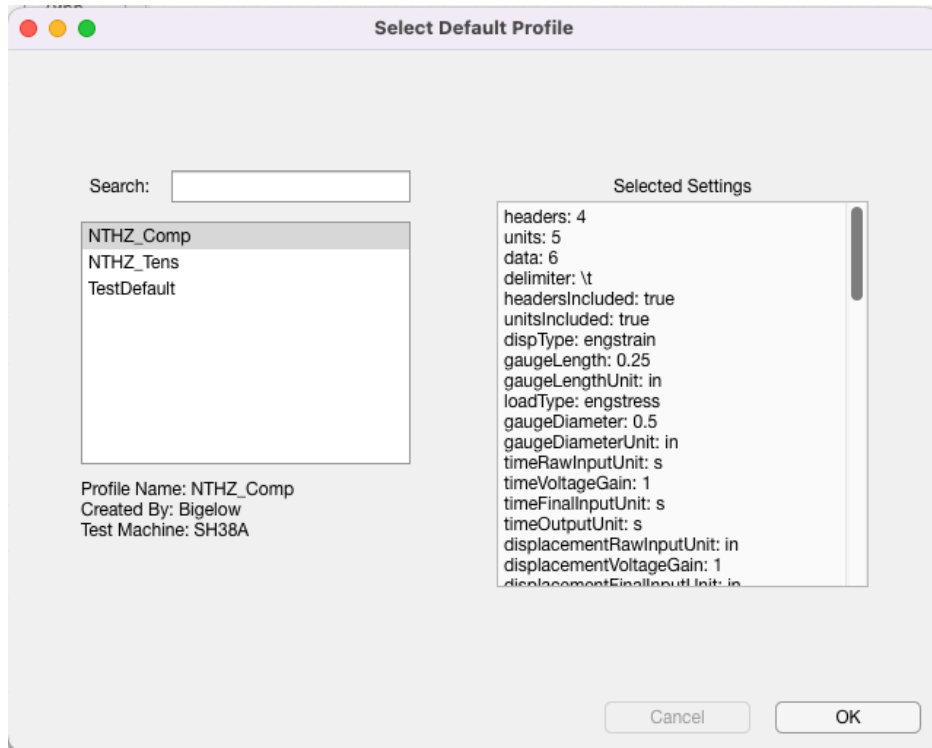 Select Default Profile
Search:
NTHZ_Comp
NTHZ_Tens
TestDefault
Profile Name: NTHZ_Comp
Created By: Bigelow
Test Machine: SH38A
Selected Settings
headers: 4
units: 5
data: 6
delimiter: \t
headersIncluded: true
unitsIncluded: true
dispType: engstrain
gaugeLength: 0.25
gaugeLengthUnit: in
loadType: engstress
gaugeDiameter: 0.5
gaugeDiameterUnit: in
timeRawInputUnit: s
timeVoltageGain: 1
timeFinalInputUnit: s
timeOutputUnit: s
displacementRawInputUnit: in
displacementVoltageGain: 1
displacementFinalInputUnit: in
Cancel
OK